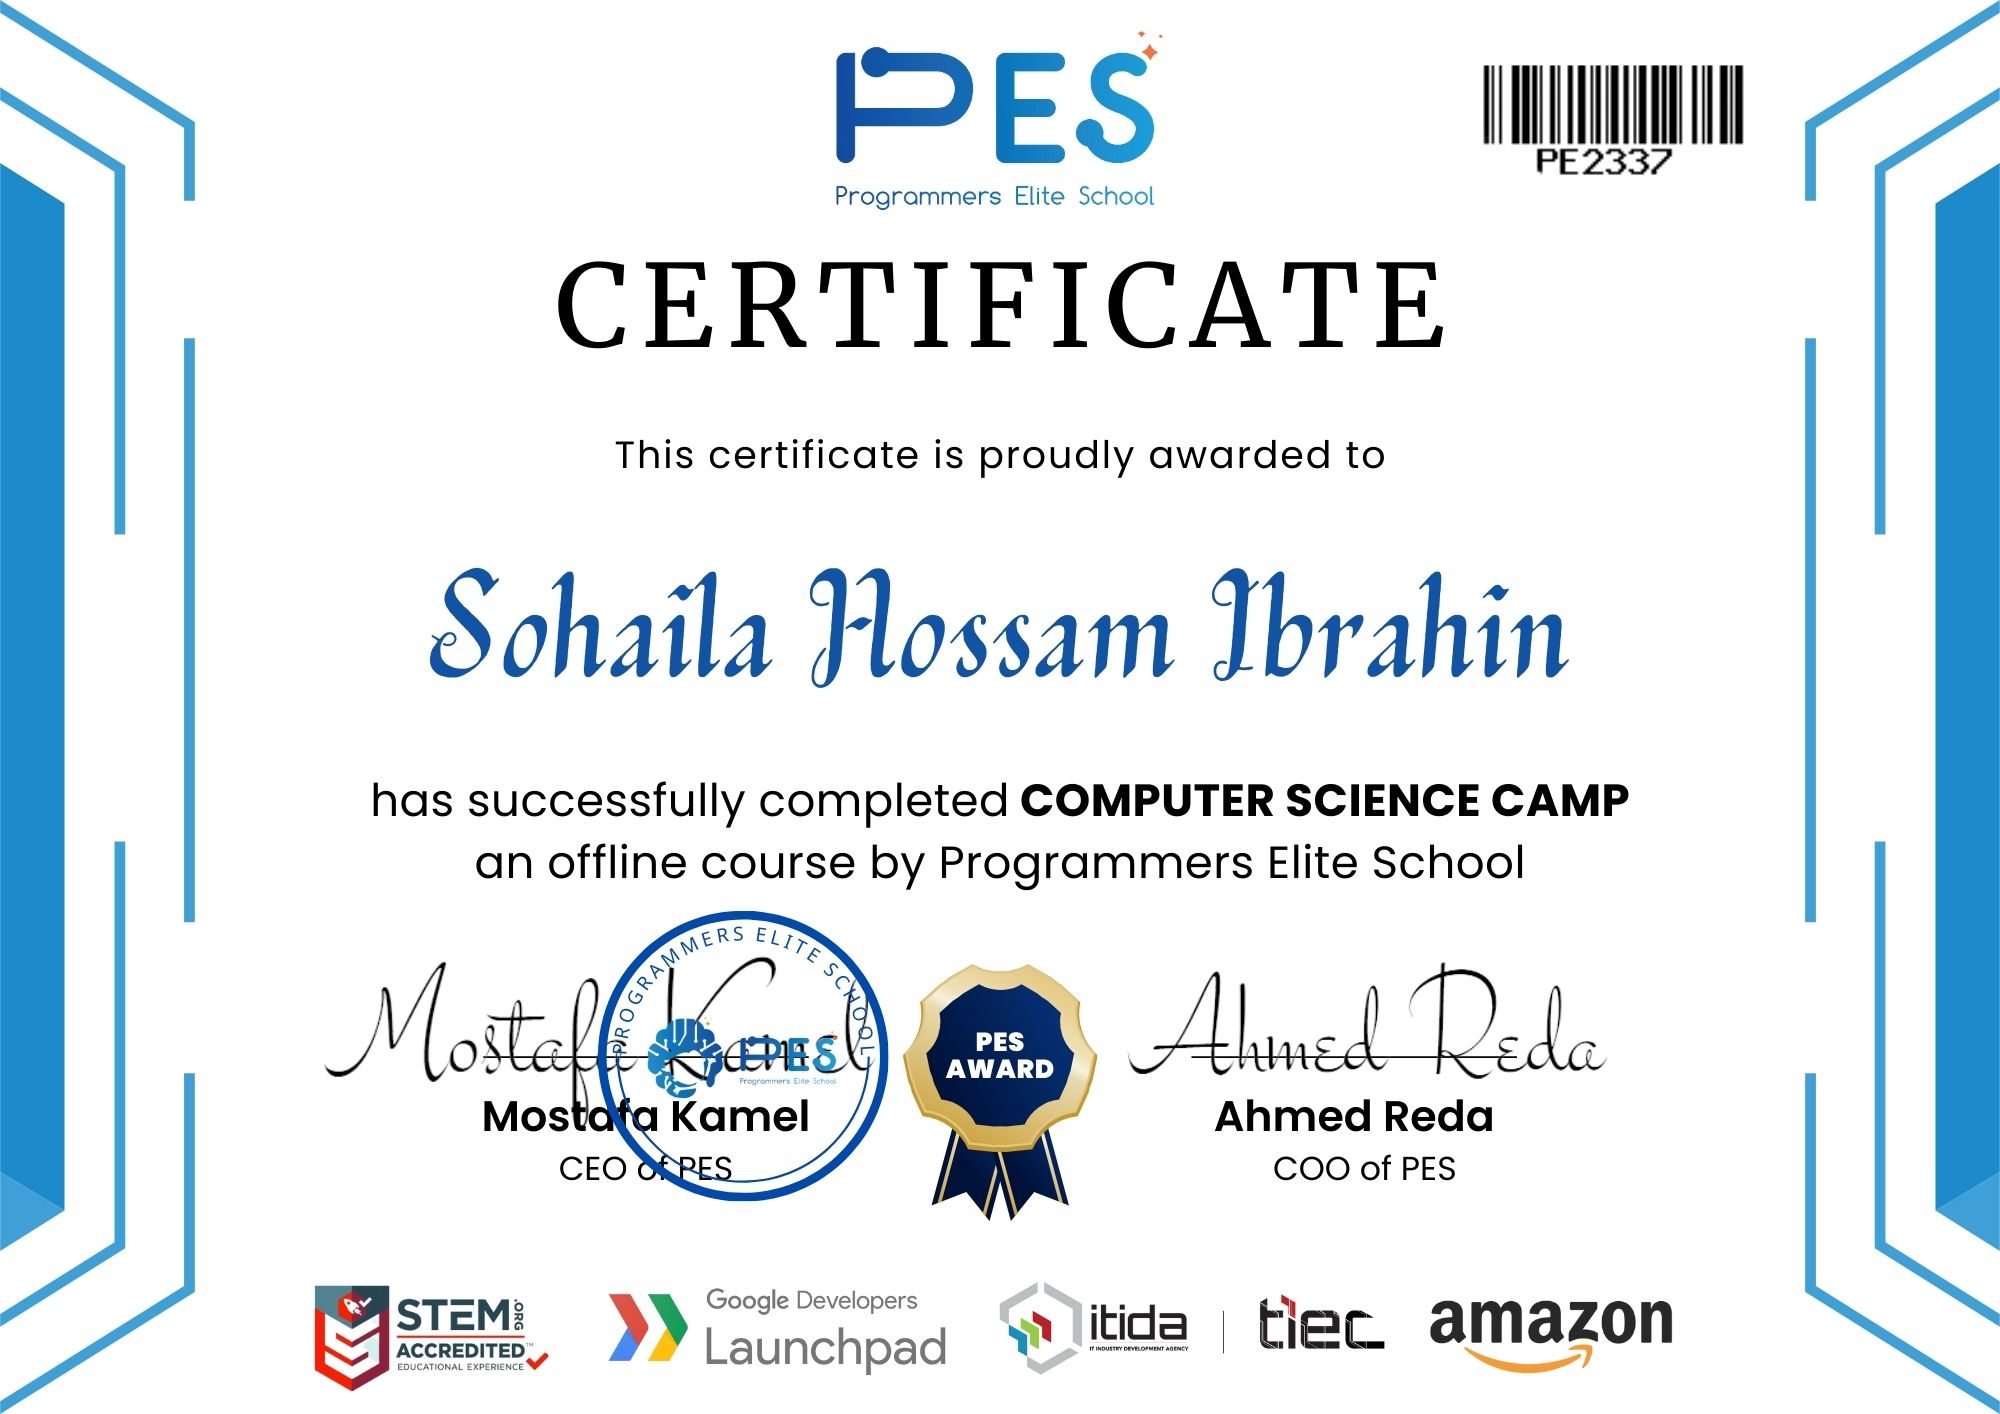 PES
Programmers Elite School
PE2337
CERTIFICATE
This certificate is proudly awarded to
Sohaila Hossam Ibrahin
has successfully completed COMPUTER SCIENCE CAMP
an offline course by Programmers Elite School
Mostafa Kamel
PROGRAMMERS ELITE SCHOOL
PES
Programmers Elite School
Mostafa Kamel
CEO of PES
PES
AWARD
Ahmed Reda
Ahmed Reda
COO of PES
STEM.ORG
ACCREDITED™
EDUCATIONAL EXPERIENCE
Google Developers
Launchpad
itida
IT INDUSTRY DEVELOPMENT AGENCY
tiec
amazon